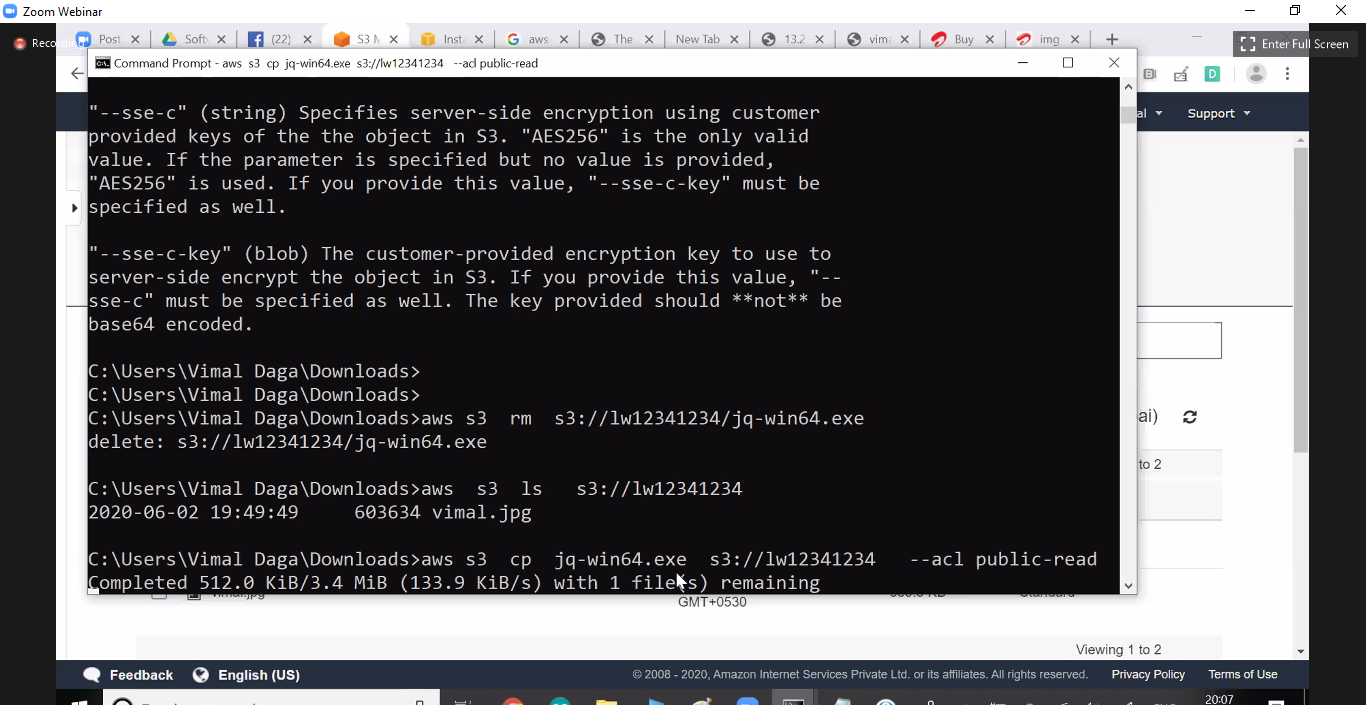 Zoom Webinar
Recording
Post
Soft
(22)
S3 M
Inst
aws
The
New Tab
13.2
vim
Buy
img
Enter Full Screen
Command Prompt - aws s3 cp jq-win64.exe s3://lw12341234 --acl public-read
al
Support
"--sse-c" (string) Specifies server-side encryption using customer
provided keys of the the object in S3. "AES256" is the only valid
value. If the parameter is specified but no value is provided,
"AES256" is used. If you provide this value, "--sse-c-key" must be
specified as well.
"--sse-c-key" (blob) The customer-provided encryption key to use to
server-side encrypt the object in S3. If you provide this value, "--
sse-c" must be specified as well. The key provided should **not** be
base64 encoded.
C:\Users\Vimal Daga\Downloads>
C:\Users\Vimal Daga\Downloads>
C:\Users\Vimal Daga\Downloads>aws s3 rm s3://lw12341234/jq-win64.exe
delete: s3://lw12341234/jq-win64.exe
ai)
to 2
C:\Users\Vimal Daga\Downloads>aws s3 ls s3://lw12341234
2020-06-02 19:49:49 603634 vimal.jpg
C:\Users\Vimal Daga\Downloads>aws s3 cp jq-win64.exe s3://lw12341234 --acl public-read
Completed 512.0 KiB/3.4 MiB (133.9 KiB/s) with 1 file(s) remaining
vimal.jpg
GMT+0530
Standard
Viewing 1 to 2
Feedback
English (US)
© 2008 - 2020, Amazon Internet Services Private Ltd. or its affiliates. All rights reserved.
Privacy Policy
Terms of Use
20:07